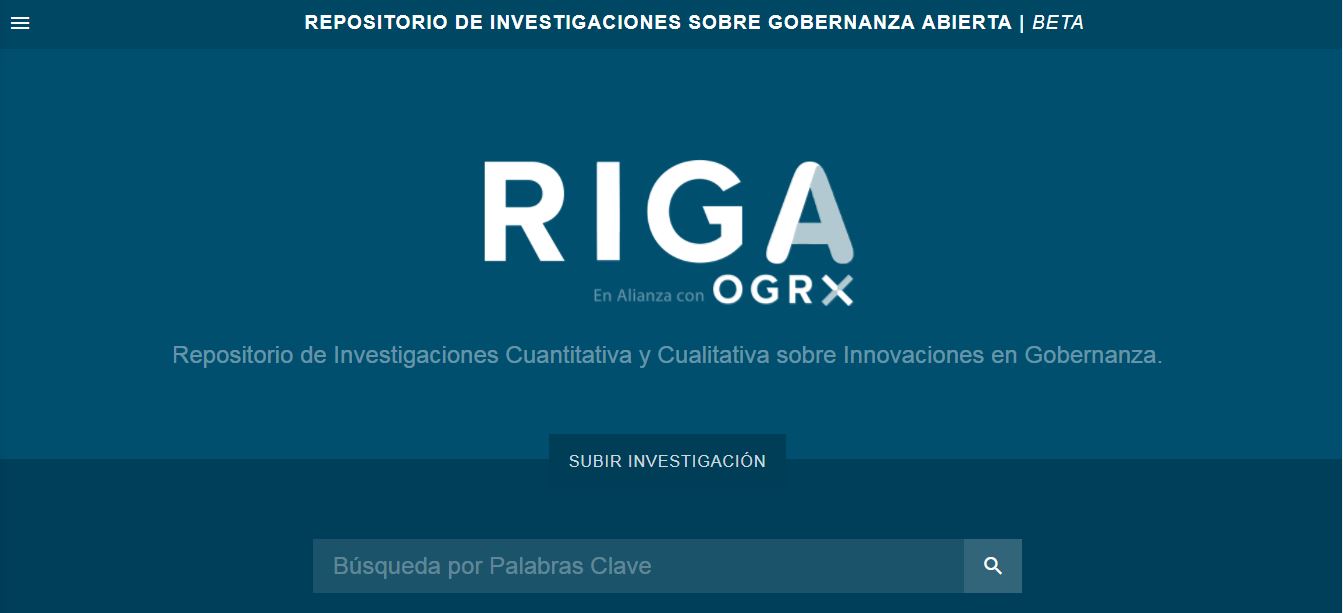 REPOSITORIO DE INVESTIGACIONES SOBRE GOBERNANZA ABIERTA | BETA
RIGA
En Alianza con OGRX
Repositorio de Investigaciones Cuantitativa y Cualitativa sobre Innovaciones en Gobernanza.
SUBIR INVESTIGACIÓN
Búsqueda por Palabras Clave